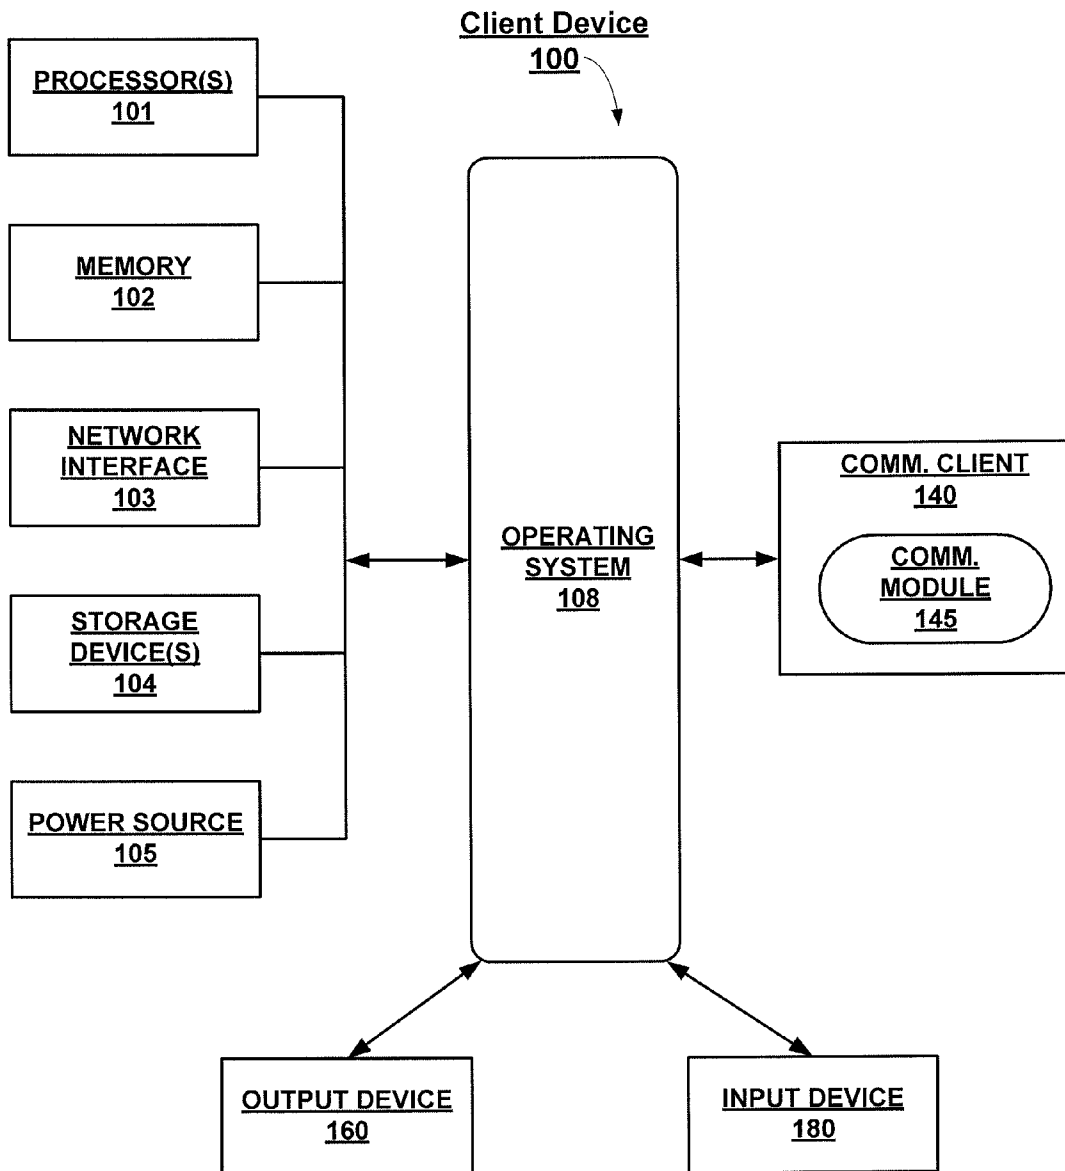 Client Device
100
PROCESSOR(S)
101
MEMORY
102
NETWORK
INTERFACE
103
STORAGE
DEVICE(S)
104
POWER SOURCE
105
OPERATING
SYSTEM
108
COMM. CLIENT
140
COMM.
MODULE
145
OUTPUT DEVICE
160
INPUT DEVICE
180